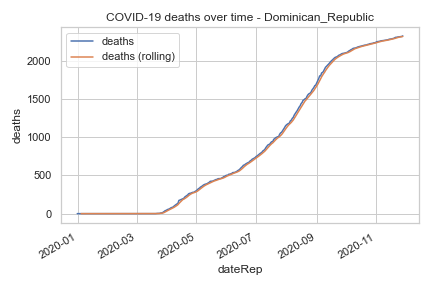 COVID-19 deaths over time - Dominican_Republic
deaths
deaths (rolling)
deaths
2000
1500
1000
500
0
2020-01
2020-03
2020-05
2020-07
2020-09
2020-11
dateRep